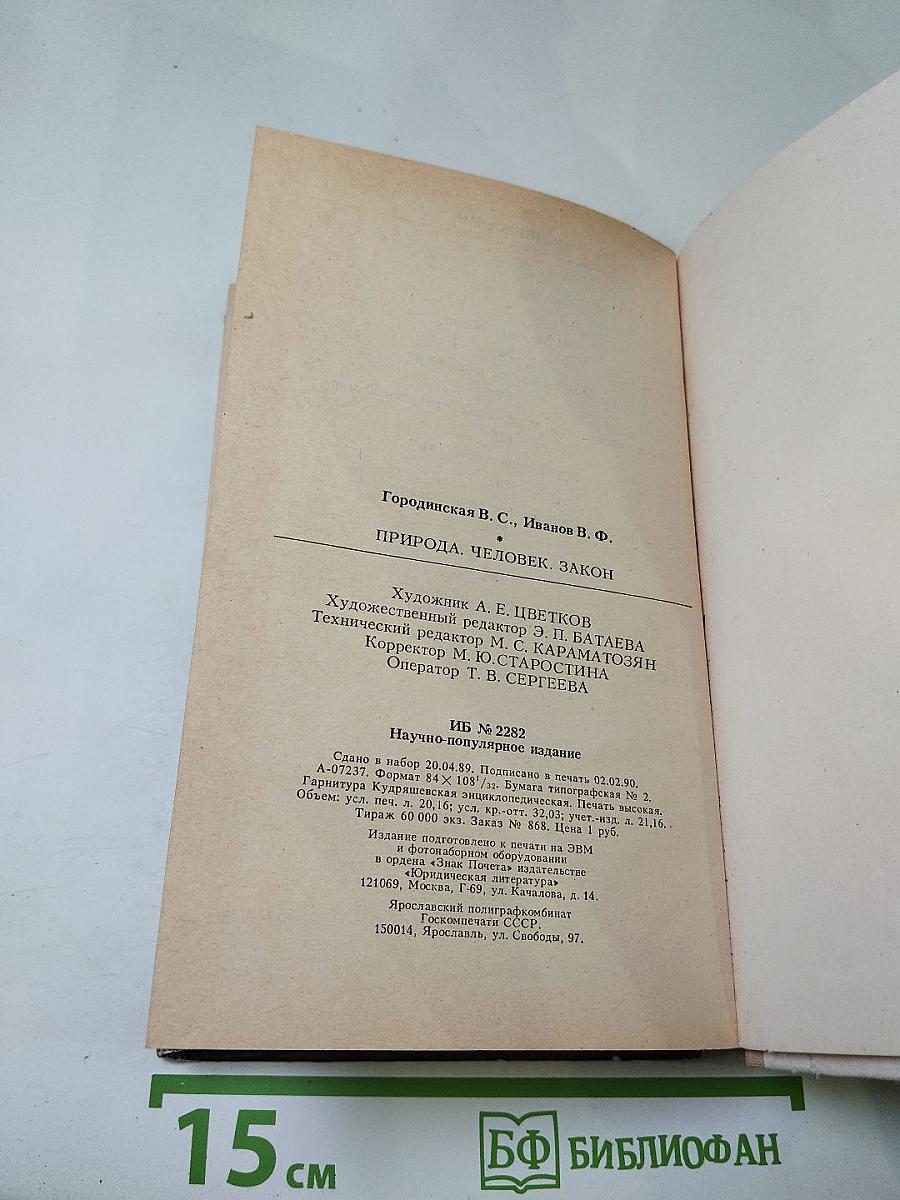 Городинская В. С., Иванов В. Ф.
*
ПРИРОДА. ЧЕЛОВЕК. ЗАКОН
Художник А. Е. ЦВЕТКОВ
Художественный редактор Э. П. БАТАЕВА
Технический редактор М. С. КАРАМАТОЗЯН
Корректор М. Ю. СТАРОСТИНА
Оператор Т. В. СЕРГЕЕВА
ИБ № 2282
Научно-популярное издание
Сдано в набор 20.04.89. Подписано в печать 02.02.90.
А-07237. Формат 84×108¹/₃₂. Бумага типографская № 2.
Гарнитура Кудряшевская энциклопедическая. Печать высокая.
Объем: усл. печ. л. 20,16; усл. кр.-отт. 32,03; учет.-изд. л. 21,16.
Тираж 60 000 экз. Заказ № 868. Цена 1 руб.
Издание подготовлено к печати на ЭВМ
и фотонаборном оборудовании
в ордена «Знак Почета» издательстве
«Юридическая литература»
121069, Москва, Г-69, ул. Качалова, д. 14.
Ярославский полиграфкомбинат
Госкомпечати СССР.
150014, Ярославль, ул. Свободы, 97.
15 см
БФ БИБЛИОФАН